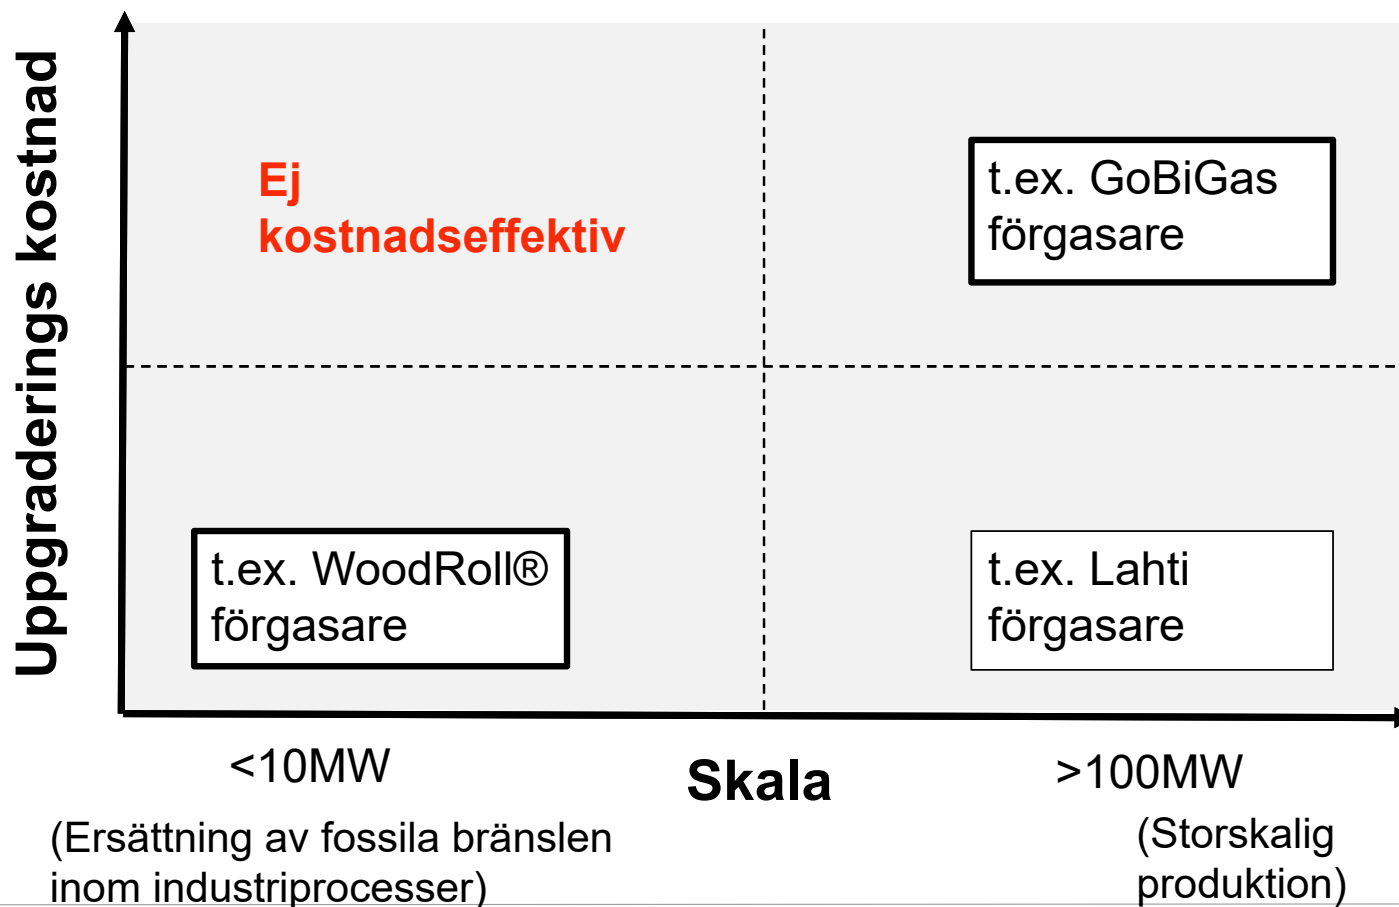 Uppgraderings kostnad
Ej
kostnadseffektiv
t.ex. GoBiGas
förgasare
t.ex. WoodRoll®
förgasare
t.ex. Lahti
förgasare
<10MW
Skala
>100MW
(Ersättning av fossila bränslen
inom industriprocesser)
(Storskalig
produktion)